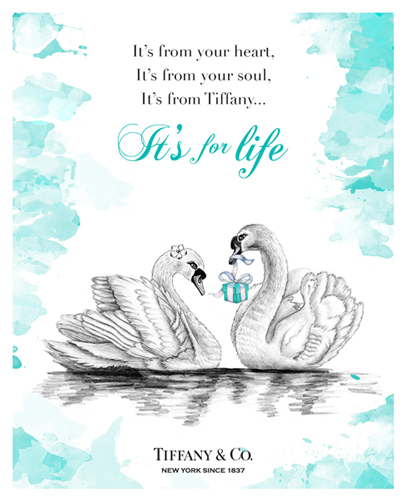 It's from your heart,
It's from your soul,
It's from Tiffany...
It's for life
TIFFANY & CO.
NEW YORK SINCE 1837